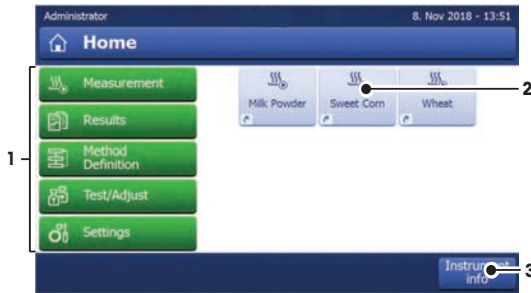 Administrator
8. Nov 2018 - 13:51
Home
Measurement
Results
Method
Definition
Test/Adjust
Settings
Milk Powder
Sweet Corn
Wheat
Instrument
info
1
2
3